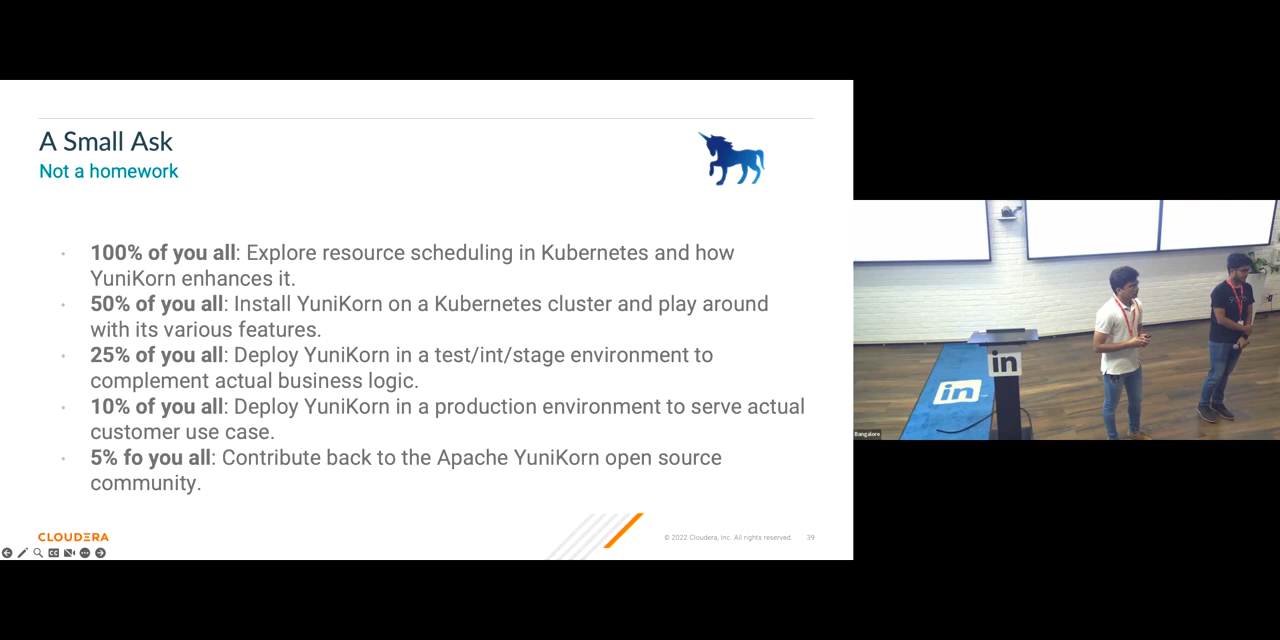 A Small Ask
Not a homework
· 100% of you all: Explore resource scheduling in Kubernetes and how
YuniKorn enhances it.
· 50% of you all: Install YuniKorn on a Kubernetes cluster and play around
with its various features.
· 25% of you all: Deploy YuniKorn in a test/int/stage environment to
complement actual business logic.
· 10% of you all: Deploy YuniKorn in a production environment to serve actual
customer use case.
· 5% fo you all: Contribute back to the Apache YuniKorn open source
community.
CLOUDERA
© 2022 Cloudera, Inc. All rights reserved. 39
CC
in
in
Bangalore